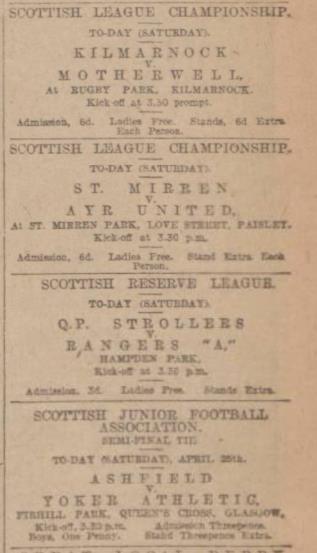 SCOTTISH LEAGUE CHAMPIONSHIP.
TO-DAY (SATURDAY).
KILMARNOCK
v.
MOTHERWELL,
At RUGBY PARK, KILMARNOCK.
Kick-off at 3.30 prompt.
Admission, 6d. Ladies Free. Stands, 6d Extra
Each Person.
SCOTTISH LEAGUE CHAMPIONSHIP.
TO-DAY (SATURDAY).
ST. MIRREN
v.
AYR UNITED,
At ST. MIRREN PARK, LOVE STREET, PAISLEY.
Kick-off at 3.30 p.m.
Admission, 6d. Ladies Free. Stand Extra Each
Person.
SCOTTISH RESERVE LEAGUE.
TO-DAY (SATURDAY).
Q.P. STROLLERS
v.
RANGERS "A,"
HAMPDEN PARK,
Kick-off at 3.30 p.m.
Admission, 3d. Ladies Free. Stands Extra.
SCOTTISH JUNIOR FOOTBALL
ASSOCIATION.
SEMI-FINAL TIE
TO-DAY (SATURDAY), APRIL 25th.
ASHFIELD
v.
YOKER ATHLETIC,
FIRHILL PARK, QUEEN'S CROSS, GLASGOW.
Kick-off, 3.30 p.m. Admission Threepence.
Boys, One Penny. Stand Threepence Extra.